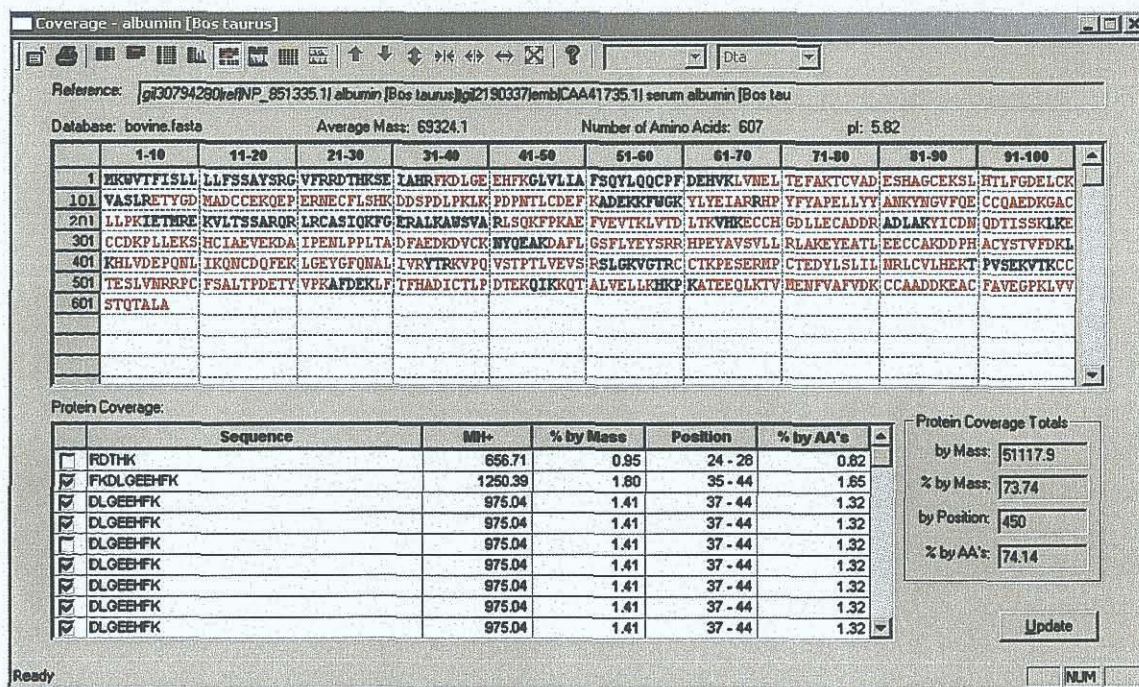 Coverage - albumin [Bos taurus]
Dta
Reference: gi|30794280|ref|NP_851335.1| albumin [Bos taurus]|gi|2190337|emb|CAA41735.1| serum albumin [Bos tau
Database: bovine.fasta Average Mass: 69324.1 Number of Amino Acids: 607 pI: 5.82
1-10 11-20 21-30 31-40 41-50 51-60 61-70 71-80 81-90 91-100
1 MKWVTFISLL LLFSSAYSRG VFRRDTHKSE IAHRFKDLGE EHFKGLVLIA FSQYLQQCPF DEHVKLVNEL TEFAKTCVAD ESHAGCEKSL HTLFGDELCK
101 VASLRETYGD MADCCEKQEP ERNECFLSHK DDSPDLPKLK PDPNTLCDEF KADEKKFWGK YLYEIARRHP YFYAPELLYY ANKYNGVFQE CCQAEDKGAC
201 LLPKIETMRE KVLTSSARQR LRCASIQKFG ERALKAWSVA RLSQKFPKAE FVEVTKLVTD LTKVHKECCH GDLLECADDR ADLAKYICDN QDTISSKLKE
301 CCDKPLLEKS HCIAEVEKDA IPENLPPLTA DFAEDKDVCK NYQEAKDAFL GSFLYEYSRR HPEYAVSVLL RLAKEYEATL EECCAKDDPH ACYSTVFDKL
401 KHLVDEPQNL IKQNCDQFEK LGEYGFQNAL IVRYTRKVPQ VSTPTLVEVS RSLGKVGTRC CTKPESERMP CTEDYLSLIL NRLCVLHEKT PVSEKVTKCC
501 TESLVNRRPC FSALTPDETY VPKAFDEKLF TFHADICTLP DTEKQIKKQT ALVELLKHKP KATEEQLKTV MENFVAFVDK CCAADDKEAC FAVEGPKLVV
601 STQTALA
Protein Coverage:
Sequence MH+ % by Mass Position % by AA's
RDTHK 656.71 0.95 24 - 28 0.82
FKDLGEEHFK 1250.39 1.80 35 - 44 1.65
DLGEEHFK 975.04 1.41 37 - 44 1.32
DLGEEHFK 975.04 1.41 37 - 44 1.32
DLGEEHFK 975.04 1.41 37 - 44 1.32
DLGEEHFK 975.04 1.41 37 - 44 1.32
DLGEEHFK 975.04 1.41 37 - 44 1.32
DLGEEHFK 975.04 1.41 37 - 44 1.32
DLGEEHFK 975.04 1.41 37 - 44 1.32
Protein Coverage Totals
by Mass: 51117.9
% by Mass: 73.74
by Position: 450
% by AA's: 74.14
Update
Ready NUM